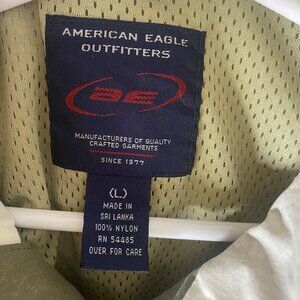 AMERICAN EAGLE
OUTFITTERS
AE
MANUFACTURERS OF QUALITY
CRAFTED GARMENTS
SINCE 1977
(L)
MADE IN
SRI LANKA
100% NYLON
RN 54485
OVER FOR CARE